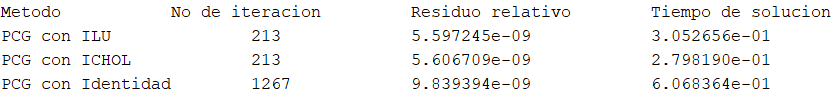 Metodo No de iteracion Residuo relativo Tiempo de solucion
PCG con ILU 213 5.597245e-09 3.052656e-01
PCG con ICHOL 213 5.606709e-09 2.798190e-01
PCG con Identidad 1267 9.839394e-09 6.068364e-01